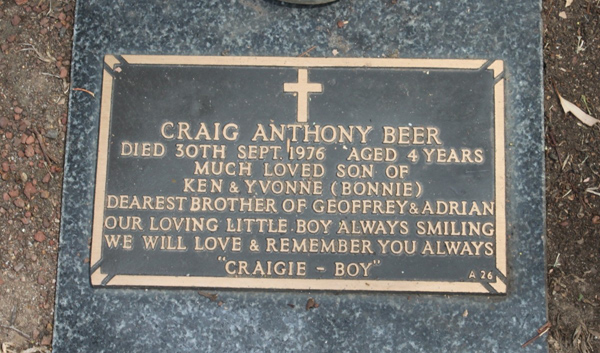 CRAIG ANTHONY BEER
DIED 30TH SEPT. 1976 AGED 4 YEARS
MUCH LOVED SON OF
KEN & YVONNE (BONNIE)
DEAREST BROTHER OF GEOFFREY & ADRIAN
OUR LOVING LITTLE BOY ALWAYS SMILING
WE WILL LOVE & REMEMBER YOU ALWAYS
"CRAIGIE - BOY"
A 26